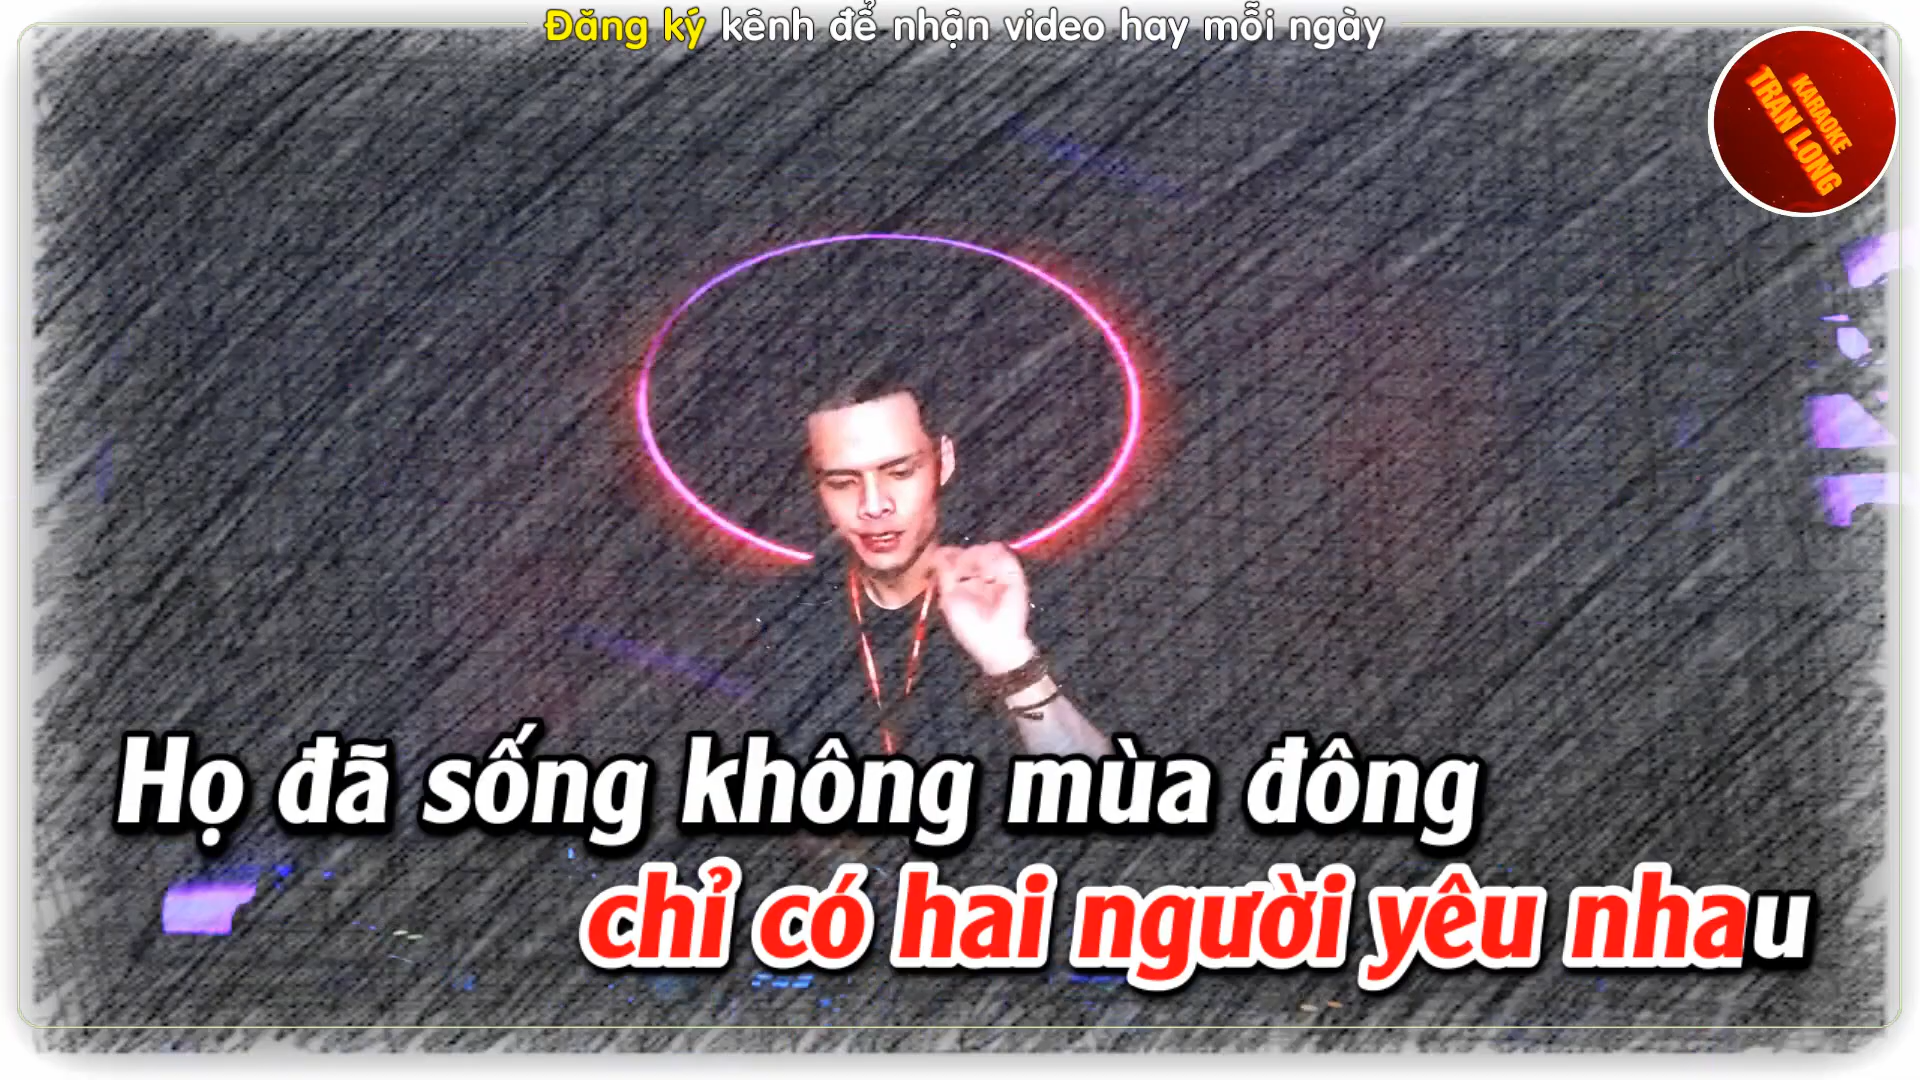 Đăng ký kênh để nhận video hay mỗi ngày
KARAOKE
TRAN LONG
Họ đã sống không mùa đông
chỉ có hai người yêu nhau